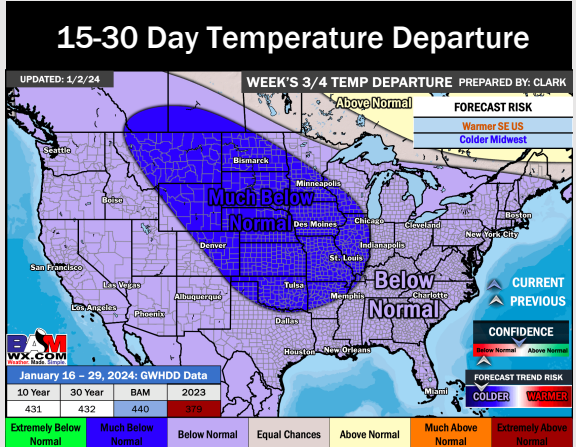 15-30 Day Temperature Departure
UPDATED: 1/2/24
WEEK'S 3/4 TEMP DEPARTURE PREPARED BY: CLARK
Above Normal
FORECAST RISK
Warmer SE US
Colder Midwest
Seattle
Bismarck
Minneapolis
Boise
Much Below
Normal
Des Moines
Chicago
Cleveland
Boston
New York City
Indianapolis
Denver
St. Louis
San Francisco
Las Vegas
Tulsa
Below
Normal
Charlotte
Memphis
Albuquerque
Los Angeles
Phoenix
Dallas
Houston
New Orleans
Miami
CURRENT
PREVIOUS
CONFIDENCE
Below Normal
Above Normal
FORECAST TREND RISK
COLDER
WARMER
BAM
WX.COM
Weather. Made. Simple.
January 16 – 29, 2024: GWHDD Data
10 Year 30 Year BAM 2023
431 432 440 379
Extremely Below Normal
Much Below Normal
Below Normal
Equal Chances
Above Normal
Much Above Normal
Extremely Above Normal